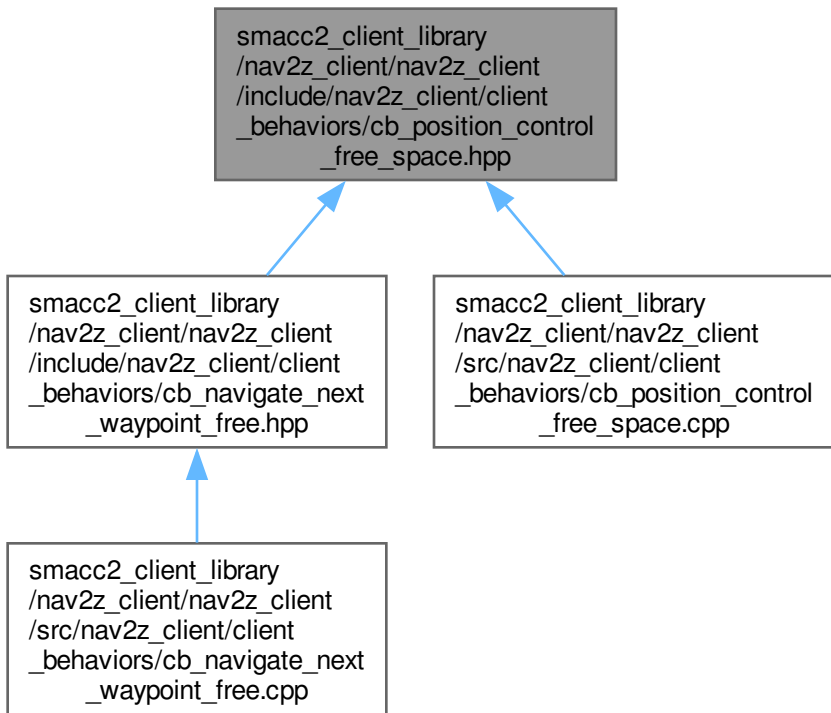 smacc2_client_library
/nav2z_client/nav2z_client
/include/nav2z_client/client
_behaviors/cb_position_control
_free_space.hpp
smacc2_client_library
/nav2z_client/nav2z_client
/include/nav2z_client/client
_behaviors/cb_navigate_next
_waypoint_free.hpp
smacc2_client_library
/nav2z_client/nav2z_client
/src/nav2z_client/client
_behaviors/cb_position_control
_free_space.cpp
smacc2_client_library
/nav2z_client/nav2z_client
/src/nav2z_client/client
_behaviors/cb_navigate_next
_waypoint_free.cpp